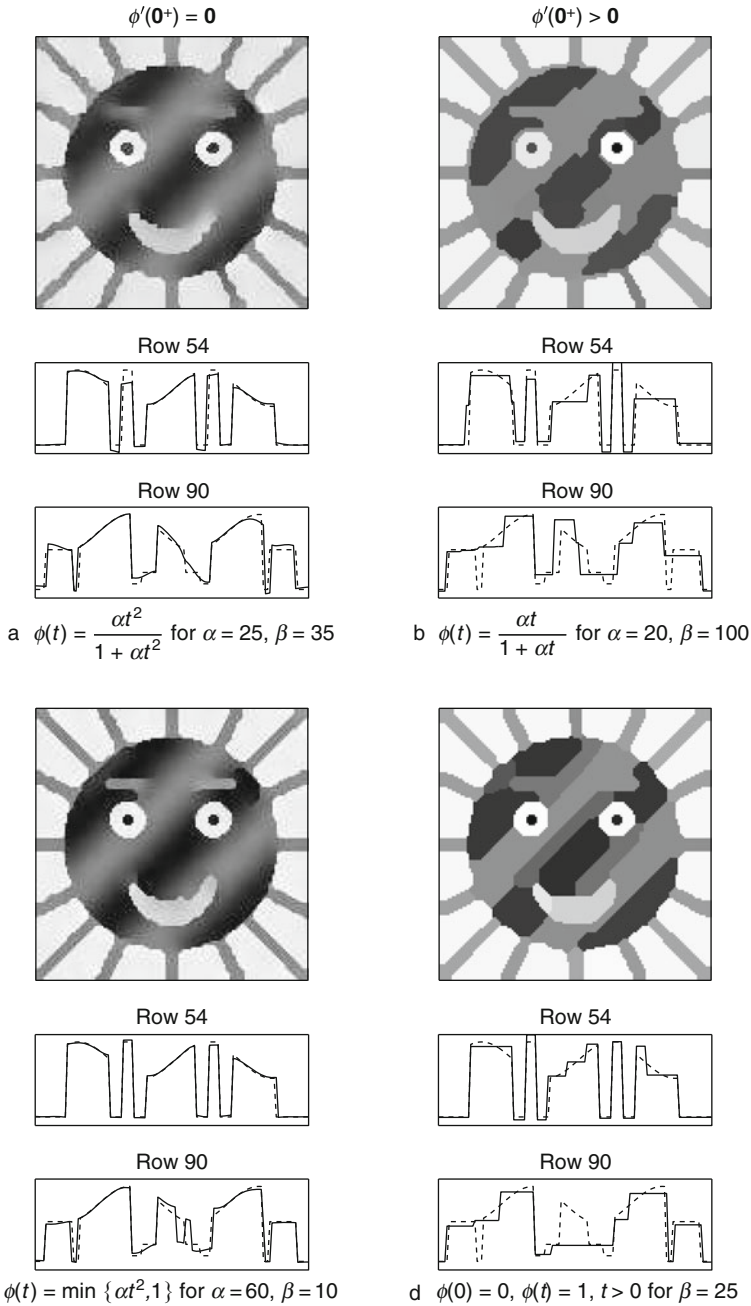 ϕ′(0⁺) = 0
ϕ′(0⁺) > 0
Row 54
Row 54
Row 90
Row 90
a ϕ(t) = αt² / 1 + αt² for α = 25, β = 35
b ϕ(t) = αt / 1 + αt for α = 20, β = 100
Row 54
Row 54
Row 90
Row 90
ϕ(t) = min {αt²,1} for α = 60, β = 10
d ϕ(0) = 0, ϕ(t) = 1, t > 0 for β = 25